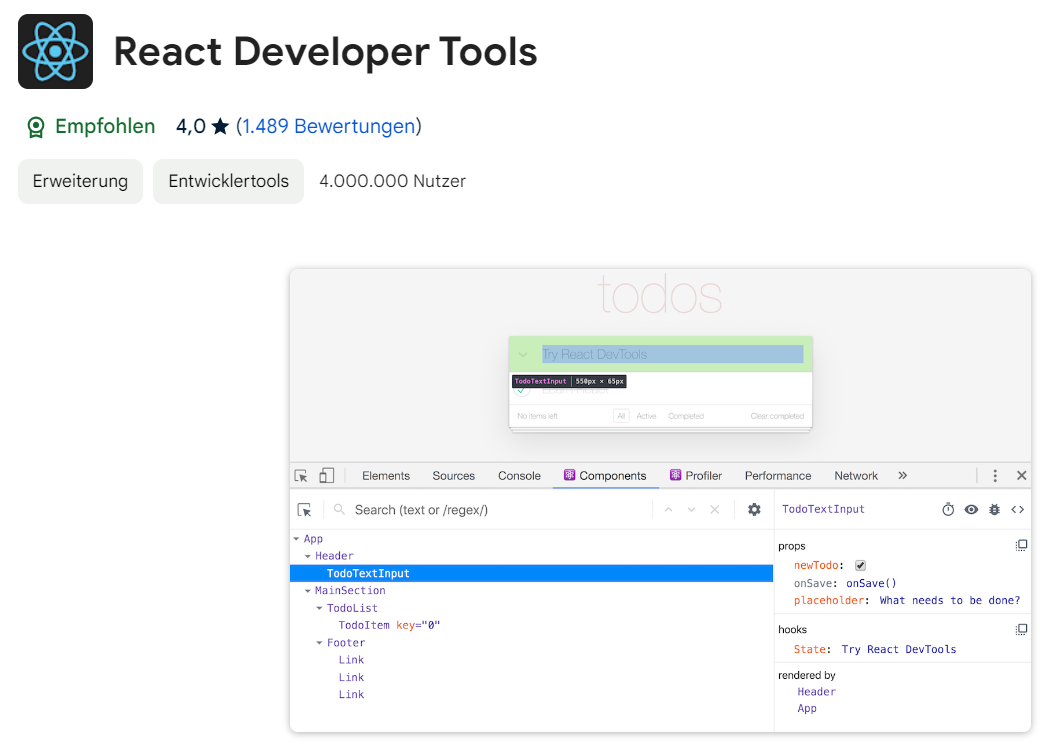 React Developer Tools
Empfohlen 4,0 ★ (1.489 Bewertungen)
Erweiterung Entwicklertools 4.000.000 Nutzer
todos
Try React DevTools
TodoTextInput | 550px × 65px
No items left All Active Completed Clear completed
Elements Sources Console Components Profiler Performance Network »
Search (text or /regex/) TodoTextInput
App
Header
TodoTextInput
MainSection
TodoList
TodoItem key="0"
Footer
Link
Link
Link
props
newTodo: ✔
onSave: onSave()
placeholder: What needs to be done?
hooks
State: Try React DevTools
rendered by
Header
App